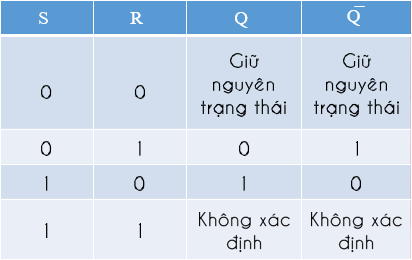 S R Q Q̅
0 0 Giữ nguyên trạng thái Giữ nguyên trạng thái
0 1 0 1
1 0 1 0
1 1 Không xác định Không xác định